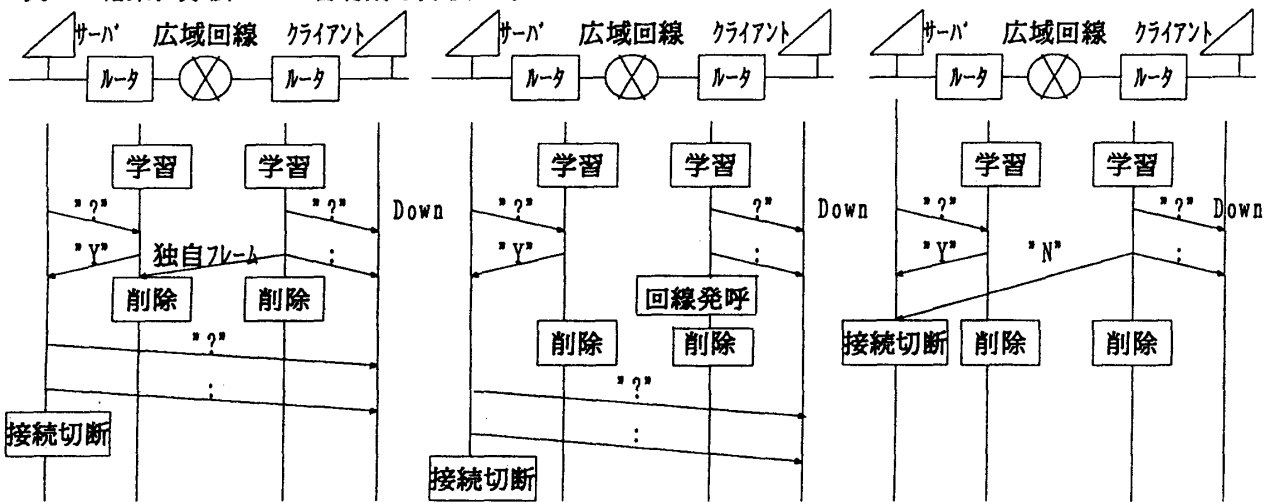 サーバ 広域回線 クライアント
ルータ ルータ
学習 学習
"?" "?" Down
"Y" 独自フレーム :
削除 削除
"?"
:
接続切断
サーバ 広域回線 クライアント
ルータ ルータ
学習 学習
"?" ?" Down
"Y" :
回線発呼
削除 削除
"?"
:
接続切断
サーバ 広域回線 クライアント
ルータ ルータ
学習 学習
"?" "?" Down
"Y" "N" :
接続切断 削除 削除